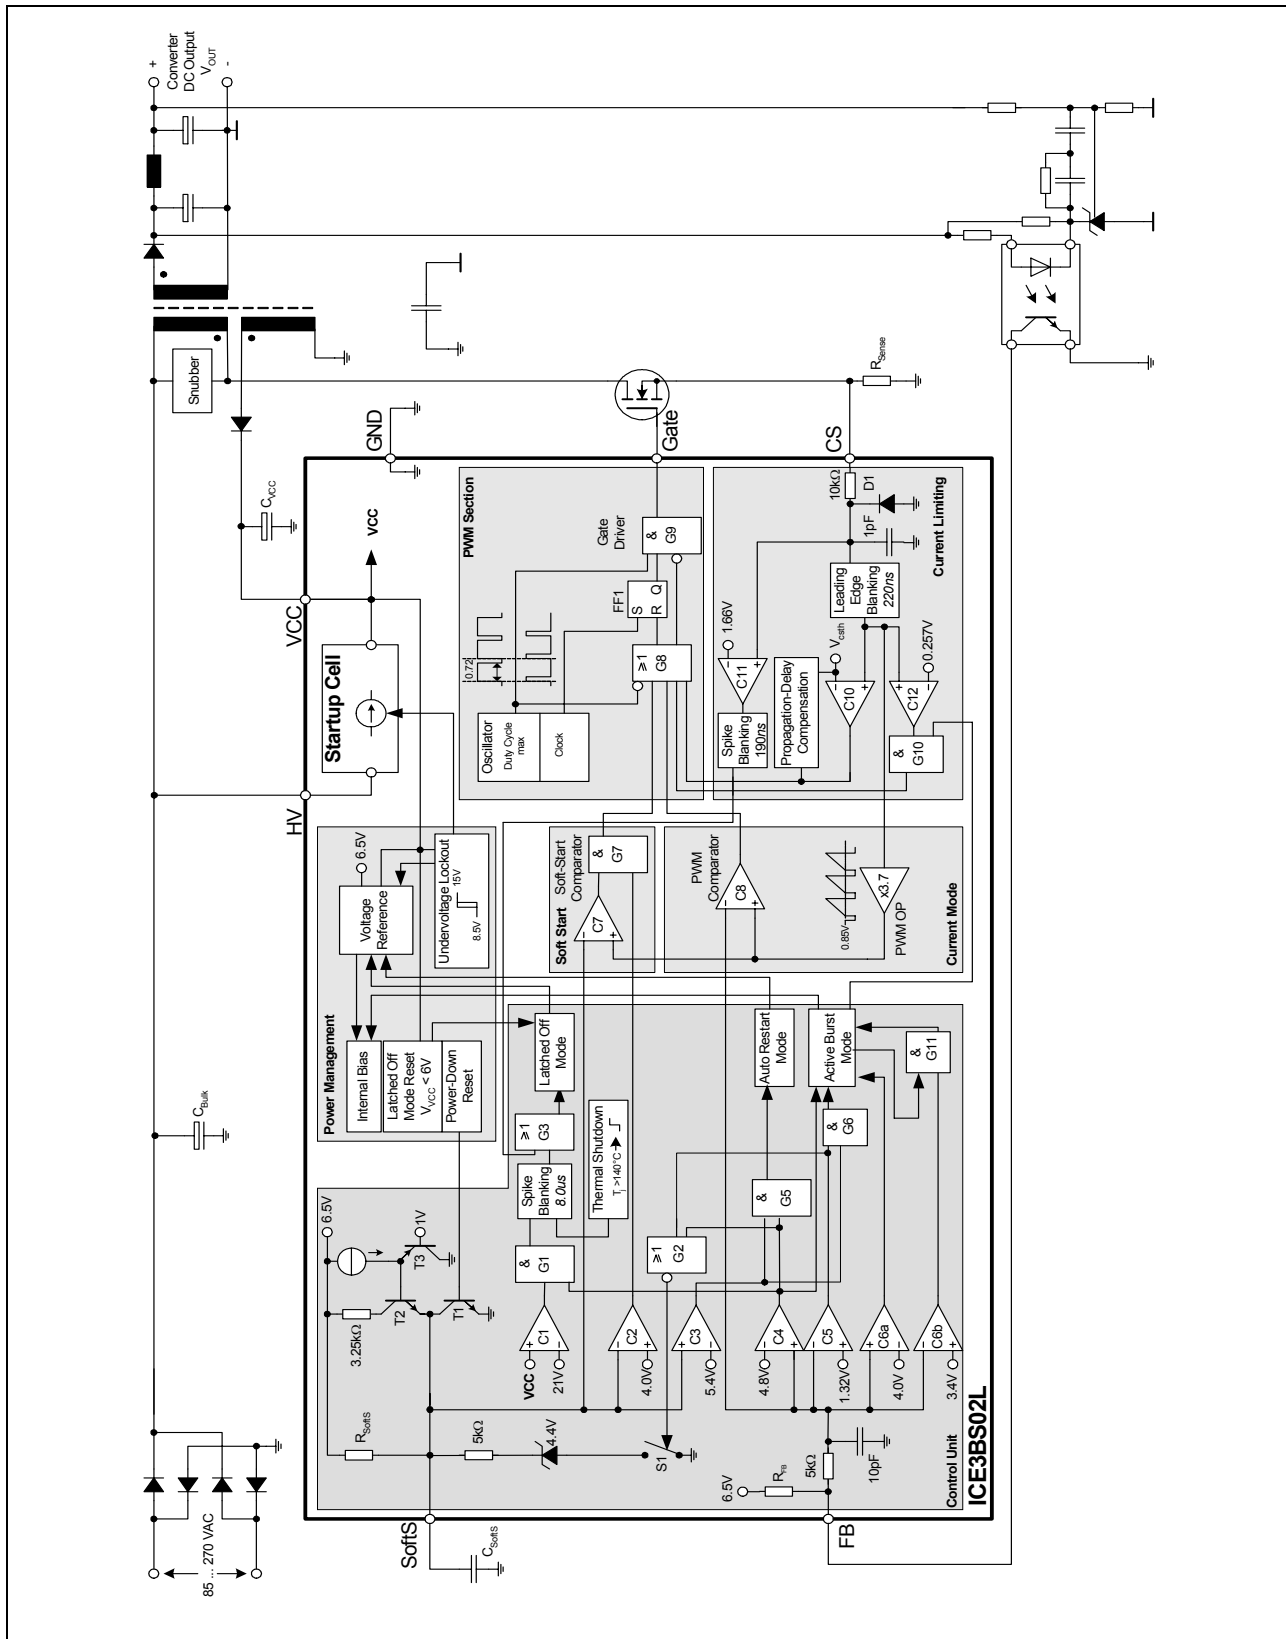 +
Converter
DC Output
V_OUT
-
Snubber
C_VCC
VCC
GND
Gate
CS
R_Sense
VCC
HV
Startup Cell
C_Bulk
85 ... 270 VAC
SoftS
C_SoftS
FB
Power Management
Internal Bias
Latched Off
Mode Reset
V_VCC < 6V
Power-Down
Reset
Voltage
Reference
6.5V
Undervoltage Lockout
15V
8.5V
PWM Section
Oscillator
Duty Cycle
max
Clock
0.72
FF1
S
R
Q
Gate
Driver
&
G9
≥1
G8
Current Limiting
10kΩ
D1
1pF
Leading
Edge
Blanking
220ns
1.66V
C11
-
+
Spike
Blanking
190ns
Propagation-Delay
Compensation
V_csth
C10
-
+
C12
+
-
0.257V
&
G10
Soft Start
Soft-Start
Comparator
C7
-
+
&
G7
PWM
Comparator
C8
-
+
Current Mode
0.85V
x3.7
PWM OP
Control Unit
6.5V
3.25kΩ
R_SoftS
T2
T3
1V
T1
5kΩ
4.4V
S1
VCC
21V
C1
+
-
4.0V
C2
-
+
5.4V
C3
+
-
4.8V
C4
-
+
1.32V
C5
-
+
4.0V
C6a
+
-
3.4V
C6b
-
+
&
G1
Spike
Blanking
8.0us
≥1
G3
Latched Off
Mode
Thermal Shutdown
T_j >140°C
≥1
G2
&
G5
Auto Restart
Mode
&
G6
Active Burst
Mode
&
G11
6.5V
R_FB
5kΩ
10pF
ICE3BS02L